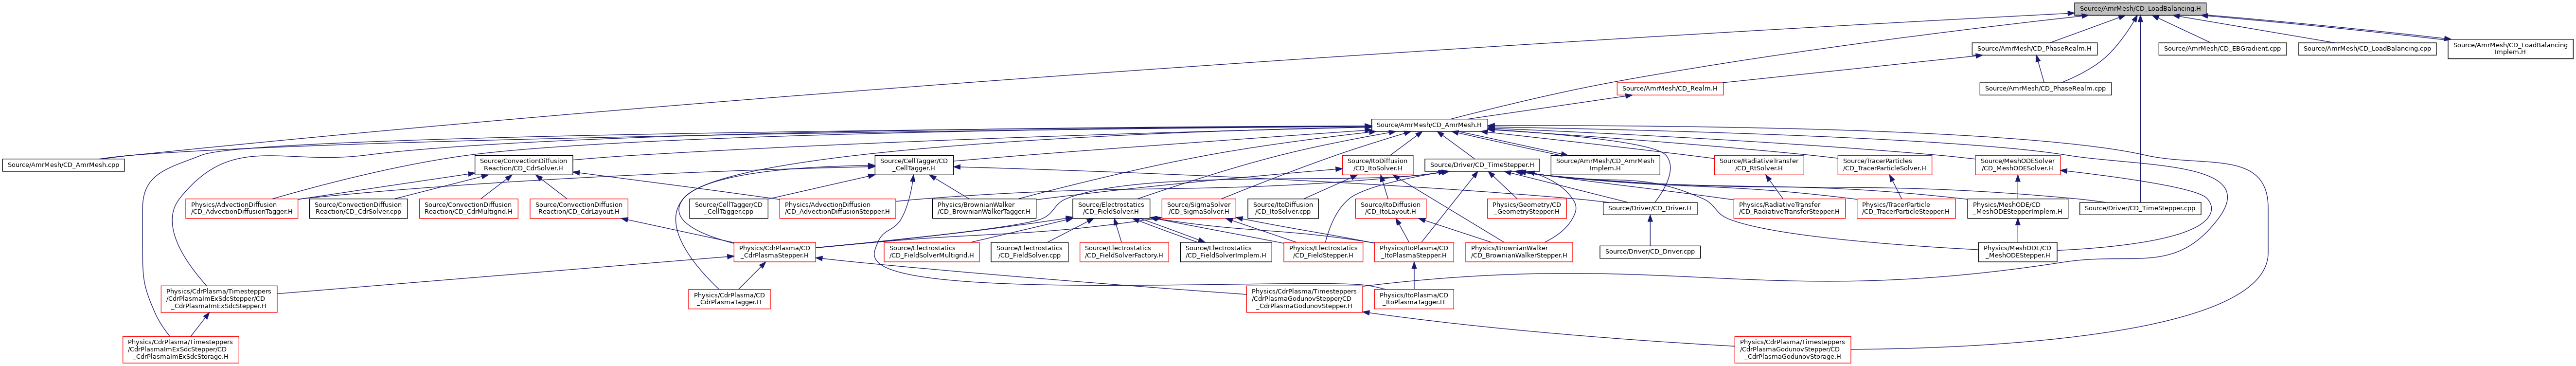 Source/AmrMesh/CD_LoadBalancing.H
Source/AmrMesh/CD_PhaseRealm.H
Source/AmrMesh/CD_EBGradient.cpp
Source/AmrMesh/CD_LoadBalancing.cpp
Source/AmrMesh/CD_LoadBalancing
Implem.H
Source/AmrMesh/CD_Realm.H
Source/AmrMesh/CD_PhaseRealm.cpp
Source/AmrMesh/CD_AmrMesh.H
Source/AmrMesh/CD_AmrMesh.cpp
Source/ConvectionDiffusion
Reaction/CD_CdrSolver.H
Source/CellTagger/CD
_CellTagger.H
Source/ItoDiffusion
/CD_ItoSolver.H
Source/Driver/CD_TimeStepper.H
Source/AmrMesh/CD_AmrMesh
Implem.H
Source/RadiativeTransfer
/CD_RtSolver.H
Source/TracerParticles
/CD_TracerParticleSolver.H
Source/MeshODESolver
/CD_MeshODESolver.H
Physics/AdvectionDiffusion
/CD_AdvectionDiffusionTagger.H
Source/ConvectionDiffusion
Reaction/CD_CdrSolver.cpp
Source/ConvectionDiffusion
Reaction/CD_CdrMultigrid.H
Source/ConvectionDiffusion
Reaction/CD_CdrLayout.H
Source/CellTagger/CD
_CellTagger.cpp
Physics/AdvectionDiffusion
/CD_AdvectionDiffusionStepper.H
Physics/BrownianWalker
/CD_BrownianWalkerTagger.H
Source/Electrostatics
/CD_FieldSolver.H
Source/SigmaSolver
/CD_SigmaSolver.H
Source/ItoDiffusion
/CD_ItoSolver.cpp
Source/ItoDiffusion
/CD_ItoLayout.H
Physics/Geometry/CD
_GeometryStepper.H
Source/Driver/CD_Driver.H
Physics/RadiativeTransfer
/CD_RadiativeTransferStepper.H
Physics/TracerParticle
/CD_TracerParticleStepper.H
Physics/MeshODE/CD
_MeshODEStepperImplem.H
Source/Driver/CD_TimeStepper.cpp
Physics/CdrPlasma/CD
_CdrPlasmaStepper.H
Source/Electrostatics
/CD_FieldSolverMultigrid.H
Source/Electrostatics
/CD_FieldSolver.cpp
Source/Electrostatics
/CD_FieldSolverFactory.H
Source/Electrostatics
/CD_FieldSolverImplem.H
Physics/Electrostatics
/CD_FieldStepper.H
Physics/ItoPlasma/CD
_ItoPlasmaStepper.H
Physics/BrownianWalker
/CD_BrownianWalkerStepper.H
Source/Driver/CD_Driver.cpp
Physics/MeshODE/CD
_MeshODEStepper.H
Physics/CdrPlasma/Timesteppers
/CdrPlasmaImExSdcStepper/CD
_CdrPlasmaImExSdcStepper.H
Physics/CdrPlasma/CD
_CdrPlasmaTagger.H
Physics/CdrPlasma/Timesteppers
/CdrPlasmaGodunovStepper/CD
_CdrPlasmaGodunovStepper.H
Physics/ItoPlasma/CD
_ItoPlasmaTagger.H
Physics/CdrPlasma/Timesteppers
/CdrPlasmaImExSdcStepper/CD
_CdrPlasmaImExSdcStorage.H
Physics/CdrPlasma/Timesteppers
/CdrPlasmaGodunovStepper/CD
_CdrPlasmaGodunovStorage.H